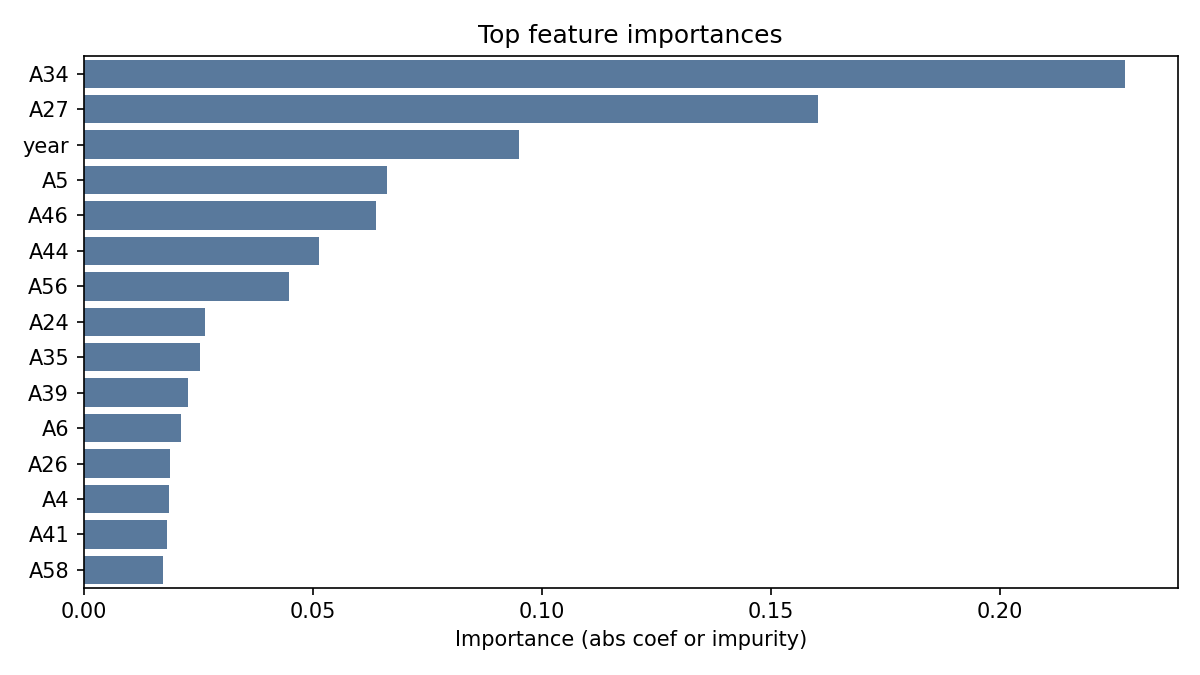 Top feature importances
A34
A27
year
A5
A46
A44
A56
A24
A35
A39
A6
A26
A4
A41
A58
0.00 0.05 0.10 0.15 0.20
Importance (abs coef or impurity)